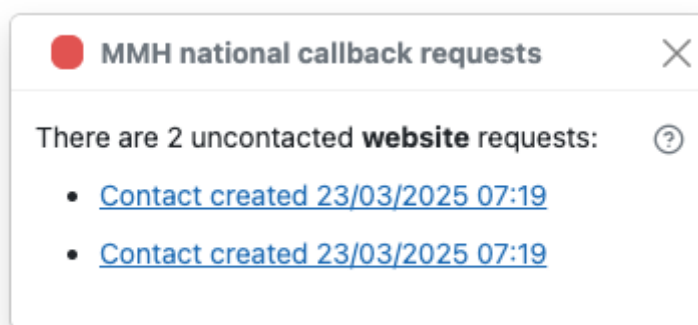 MMH national callback requests
There are 2 uncontacted website requests:
• Contact created 23/03/2025 07:19
• Contact created 23/03/2025 07:19